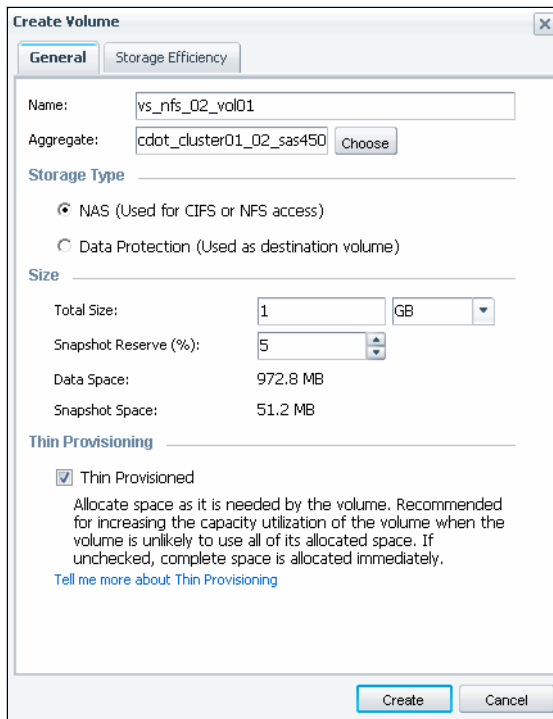 Create Volume
General
Storage Efficiency
Name: vs_nfs_02_vol01
Aggregate: cdot_cluster01_02_sas450 Choose
Storage Type
NAS (Used for CIFS or NFS access)
Data Protection (Used as destination volume)
Size
Total Size: 1 GB
Snapshot Reserve (%): 5
Data Space: 972.8 MB
Snapshot Space: 51.2 MB
Thin Provisioning
Thin Provisioned
Allocate space as it is needed by the volume. Recommended
for increasing the capacity utilization of the volume when the
volume is unlikely to use all of its allocated space. If
unchecked, complete space is allocated immediately.
Tell me more about Thin Provisioning
Create Cancel